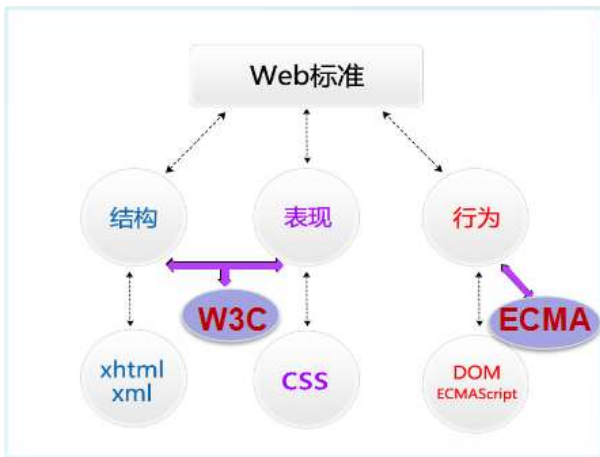 Web标准
结构
表现
行为
W3C
ECMA
xhtml
xml
CSS
DOM
ECMAScript